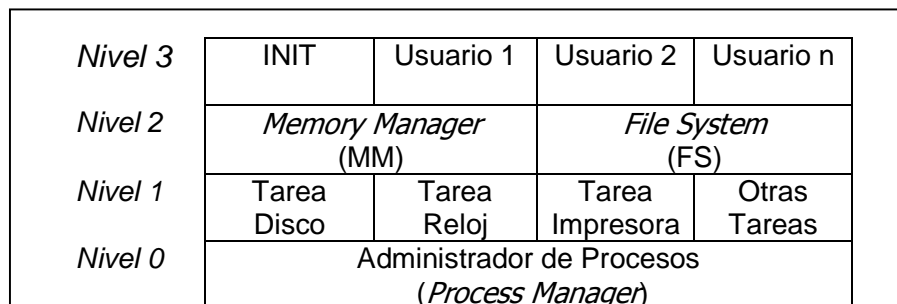 Nivel 3 INIT Usuario 1 Usuario 2 Usuario n
Nivel 2 Memory Manager File System
(MM) (FS)
Nivel 1 Tarea Tarea Tarea Otras
Disco Reloj Impresora Tareas
Nivel 0 Administrador de Procesos
(Process Manager)